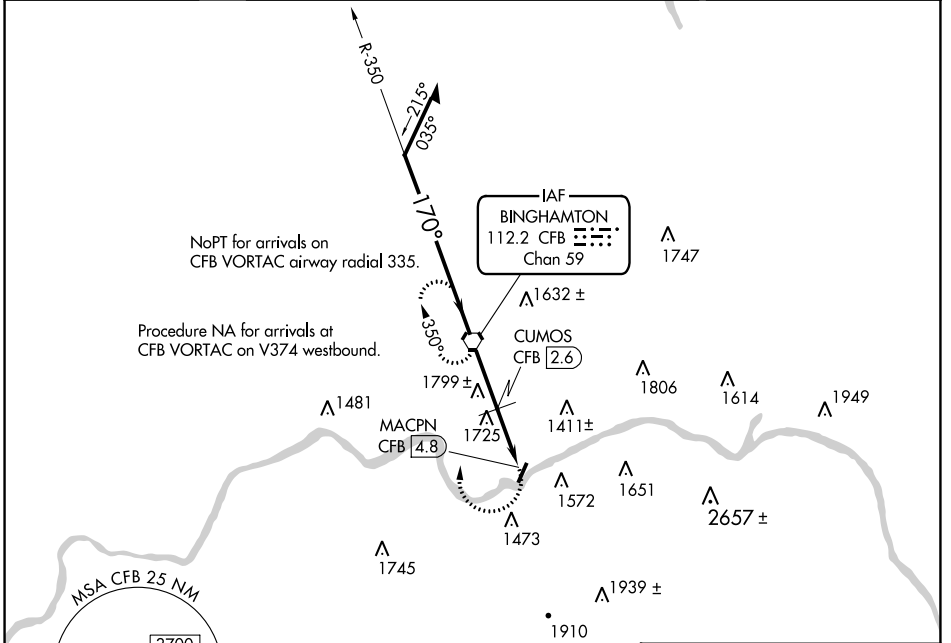 R-350
215°
035°
170°
IAF
BINGHAMTON
112.2 CFB
Chan 59
1747
NoPT for arrivals on
CFB VORTAC airway radial 335.
1632 ±
350°
Procedure NA for arrivals at
CFB VORTAC on V374 westbound.
CUMOS
CFB 2.6
1799 ±
1806
1614
1949
1481
1725
1411±
MACPN
CFB 4.8
1572
1651
2657 ±
1473
1745
1939 ±
1910
MSA CFB 25 NM